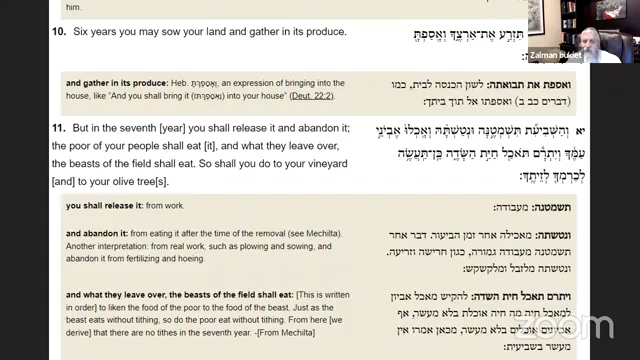 him.
10. Six years you may sow your land and gather in its produce.
תִּזְרַע אֶת־אַרְצֶךָ וְאָסַפְתָּ
and gather in its produce: Heb. וְאָסַפְתָּ, an expression of bringing into the
house, like "And you shall bring it (וַאֲסַפְתּוֹ) into your house" (Deut. 22:2).
ואספת את תבואתה: לשון הכנסה לבית, כמו
(דברים כב ב) ואספתו אל תוך ביתך:
11. But in the seventh [year] you shall release it and abandon it;
the poor of your people shall eat [it], and what they leave over,
the beasts of the field shall eat. So shall you do to your vineyard
[and] to your olive tree[s].
יא וְהַשְּׁבִיעִת תִּשְׁמְטֶנָּה וּנְטַשְׁתָּהּ וְאָכְלוּ אֶבְיֹנֵי
עַמֶּךָ וְיִתְרָם תֹּאכַל חַיַּת הַשָּׂדֶה כֵּן־תַּעֲשֶׂה
לְכַרְמְךָ לְזֵיתֶךָ:
you shall release it: from work.
תשמטנה: מעבודה:
and abandon it: from eating it after the time of the removal (see Mechilta).
Another interpretation: from real work, such as plowing and sowing, and
abandon it from fertilizing and hoeing.
ונטשתה: מאכילה אחר זמן הביעור. דבר אחר
תשמטנה מעבודה גמורה, כגון חרישה וזריעה.
ונטשתה מלזבל ומלקשקש:
and what they leave over, the beasts of the field shall eat: [This is written
in order] to liken the food of the poor to the food of the beast. Just as the
beast eats without tithing, so do the poor eat without tithing. From here [we
derive] that there are no tithes in the seventh year. -[From Mechilta]
ויתרם תאכל חית השדה: להקיש מאכל אביון
למאכל חיה מה חיה אוכלת בלא מעשר, אף
אביונים אוכלים בלא מעשר, מכאן אמרו אין
מעשר בשביעית:
Zalman bukiet
LIVE
zoom